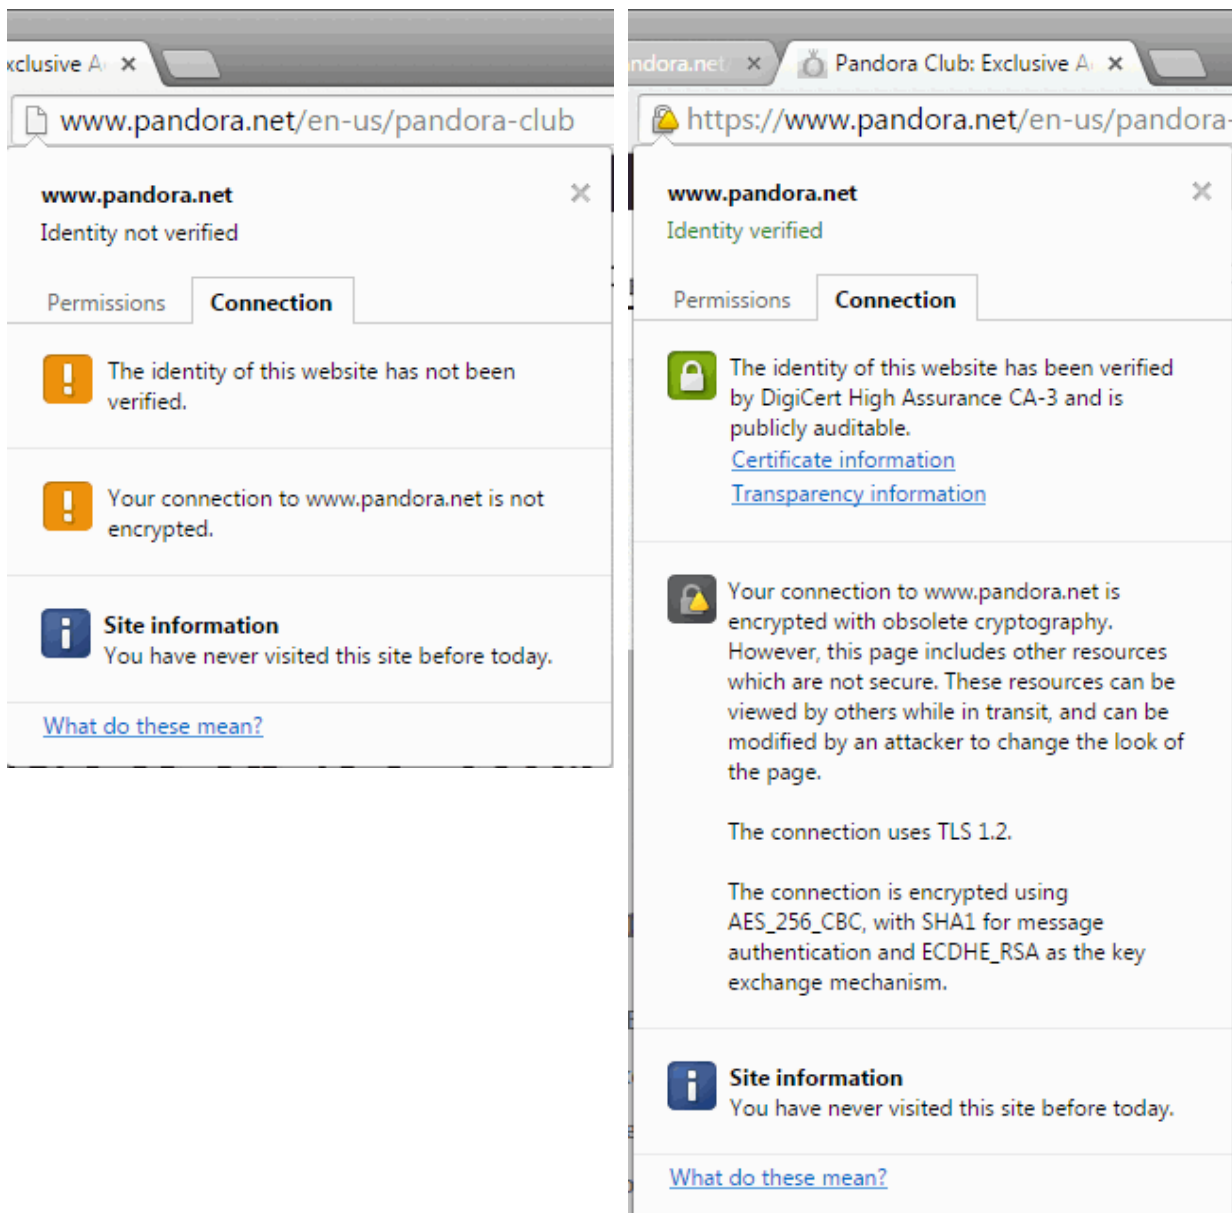 xclusive A
www.pandora.net/en-us/pandora-club
www.pandora.net
Identity not verified
Permissions
Connection
The identity of this website has not been
verified.
Your connection to www.pandora.net is not
encrypted.
Site information
You have never visited this site before today.
What do these mean?
ndora.net/
Pandora Club: Exclusive A
https://www.pandora.net/en-us/pandora-
www.pandora.net
Identity verified
Permissions
Connection
The identity of this website has been verified
by DigiCert High Assurance CA-3 and is
publicly auditable.
Certificate information
Transparency information
Your connection to www.pandora.net is
encrypted with obsolete cryptography.
However, this page includes other resources
which are not secure. These resources can be
viewed by others while in transit, and can be
modified by an attacker to change the look of
the page.
The connection uses TLS 1.2.
The connection is encrypted using
AES_256_CBC, with SHA1 for message
authentication and ECDHE_RSA as the key
exchange mechanism.
Site information
You have never visited this site before today.
What do these mean?